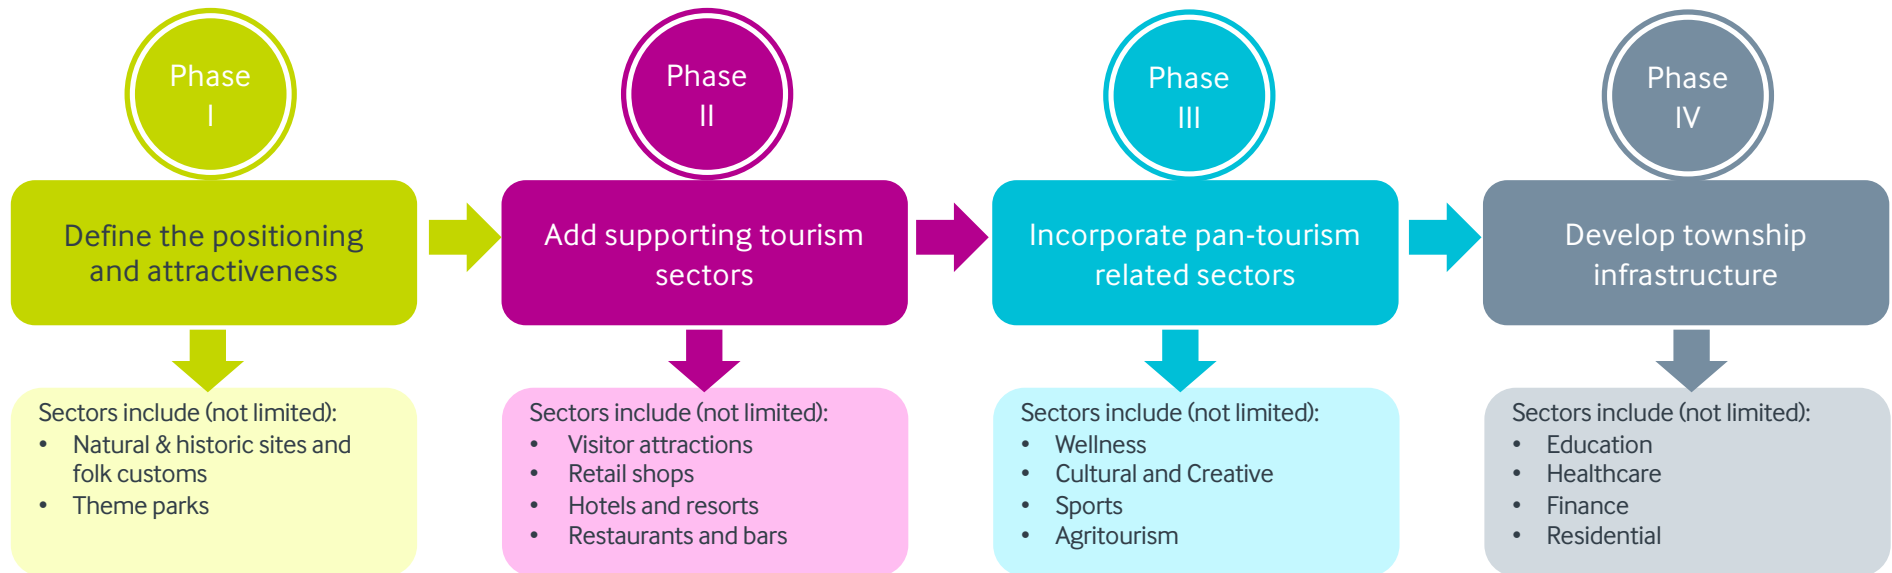 Phase
I
Define the positioning
and attractiveness
Sectors include (not limited):
• Natural & historic sites and
folk customs
• Theme parks
Phase
II
Add supporting tourism
sectors
Sectors include (not limited):
• Visitor attractions
• Retail shops
• Hotels and resorts
• Restaurants and bars
Phase
III
Incorporate pan-tourism
related sectors
Sectors include (not limited):
• Wellness
• Cultural and Creative
• Sports
• Agritourism
Phase
IV
Develop township
infrastructure
Sectors include (not limited):
• Education
• Healthcare
• Finance
• Residential